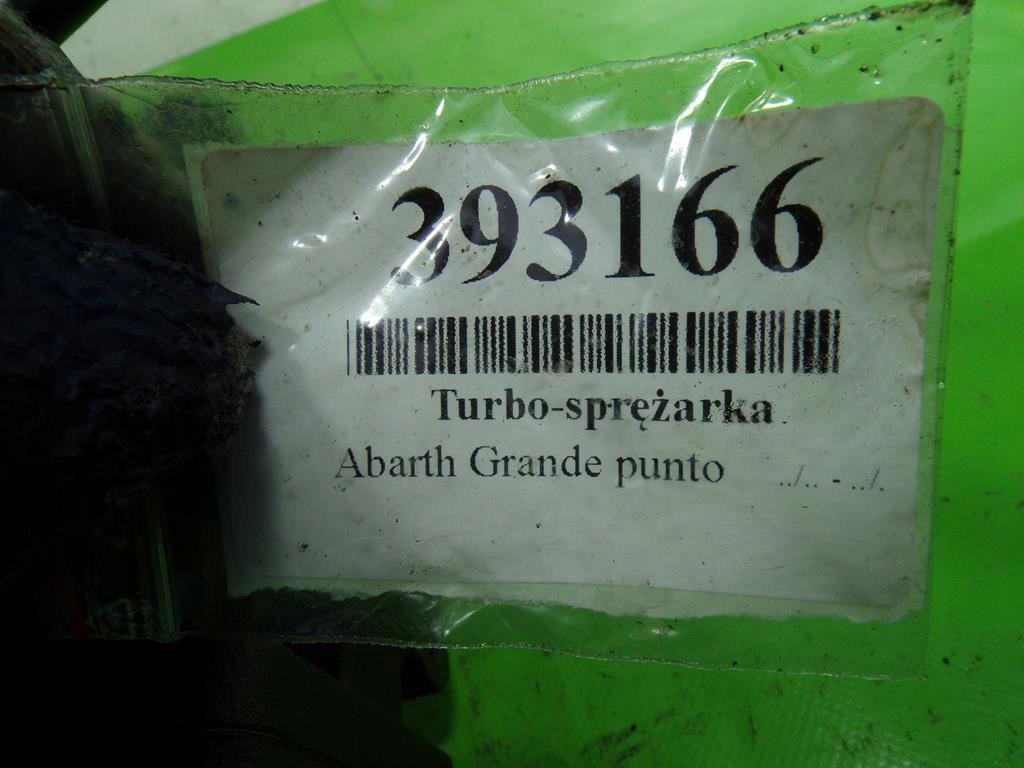 393166
Turbo-sprężarka
Abarth Grande punto ../.. - ../.